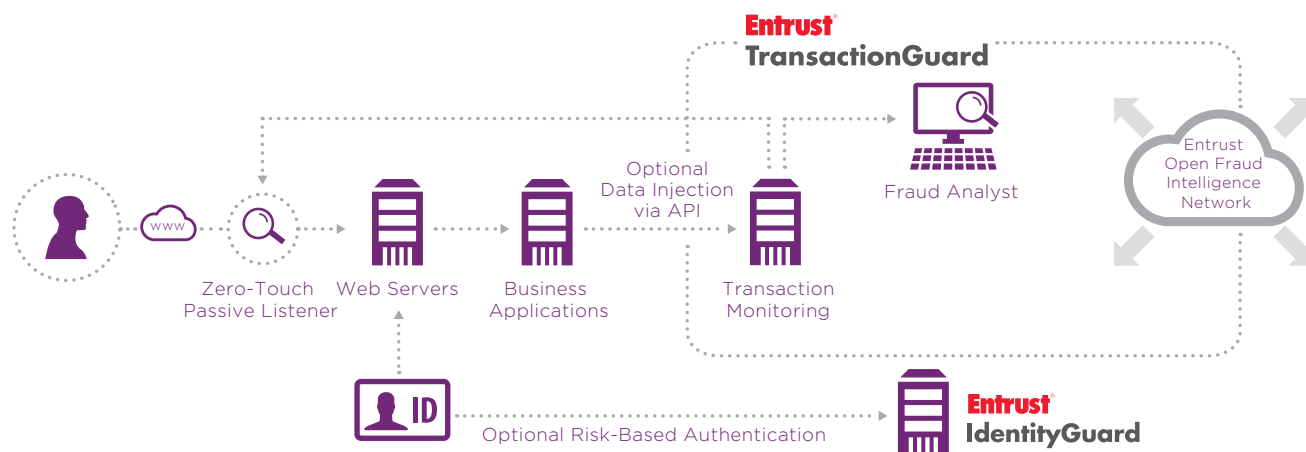 Entrust®
TransactionGuard
Entrust
Open Fraud
Intelligence
Network
Optional
Data Injection
via API
Fraud Analyst
www
Zero-Touch
Passive Listener
Web Servers
Business
Applications
Transaction
Monitoring
ID
Optional Risk-Based Authentication
Entrust®
IdentityGuard